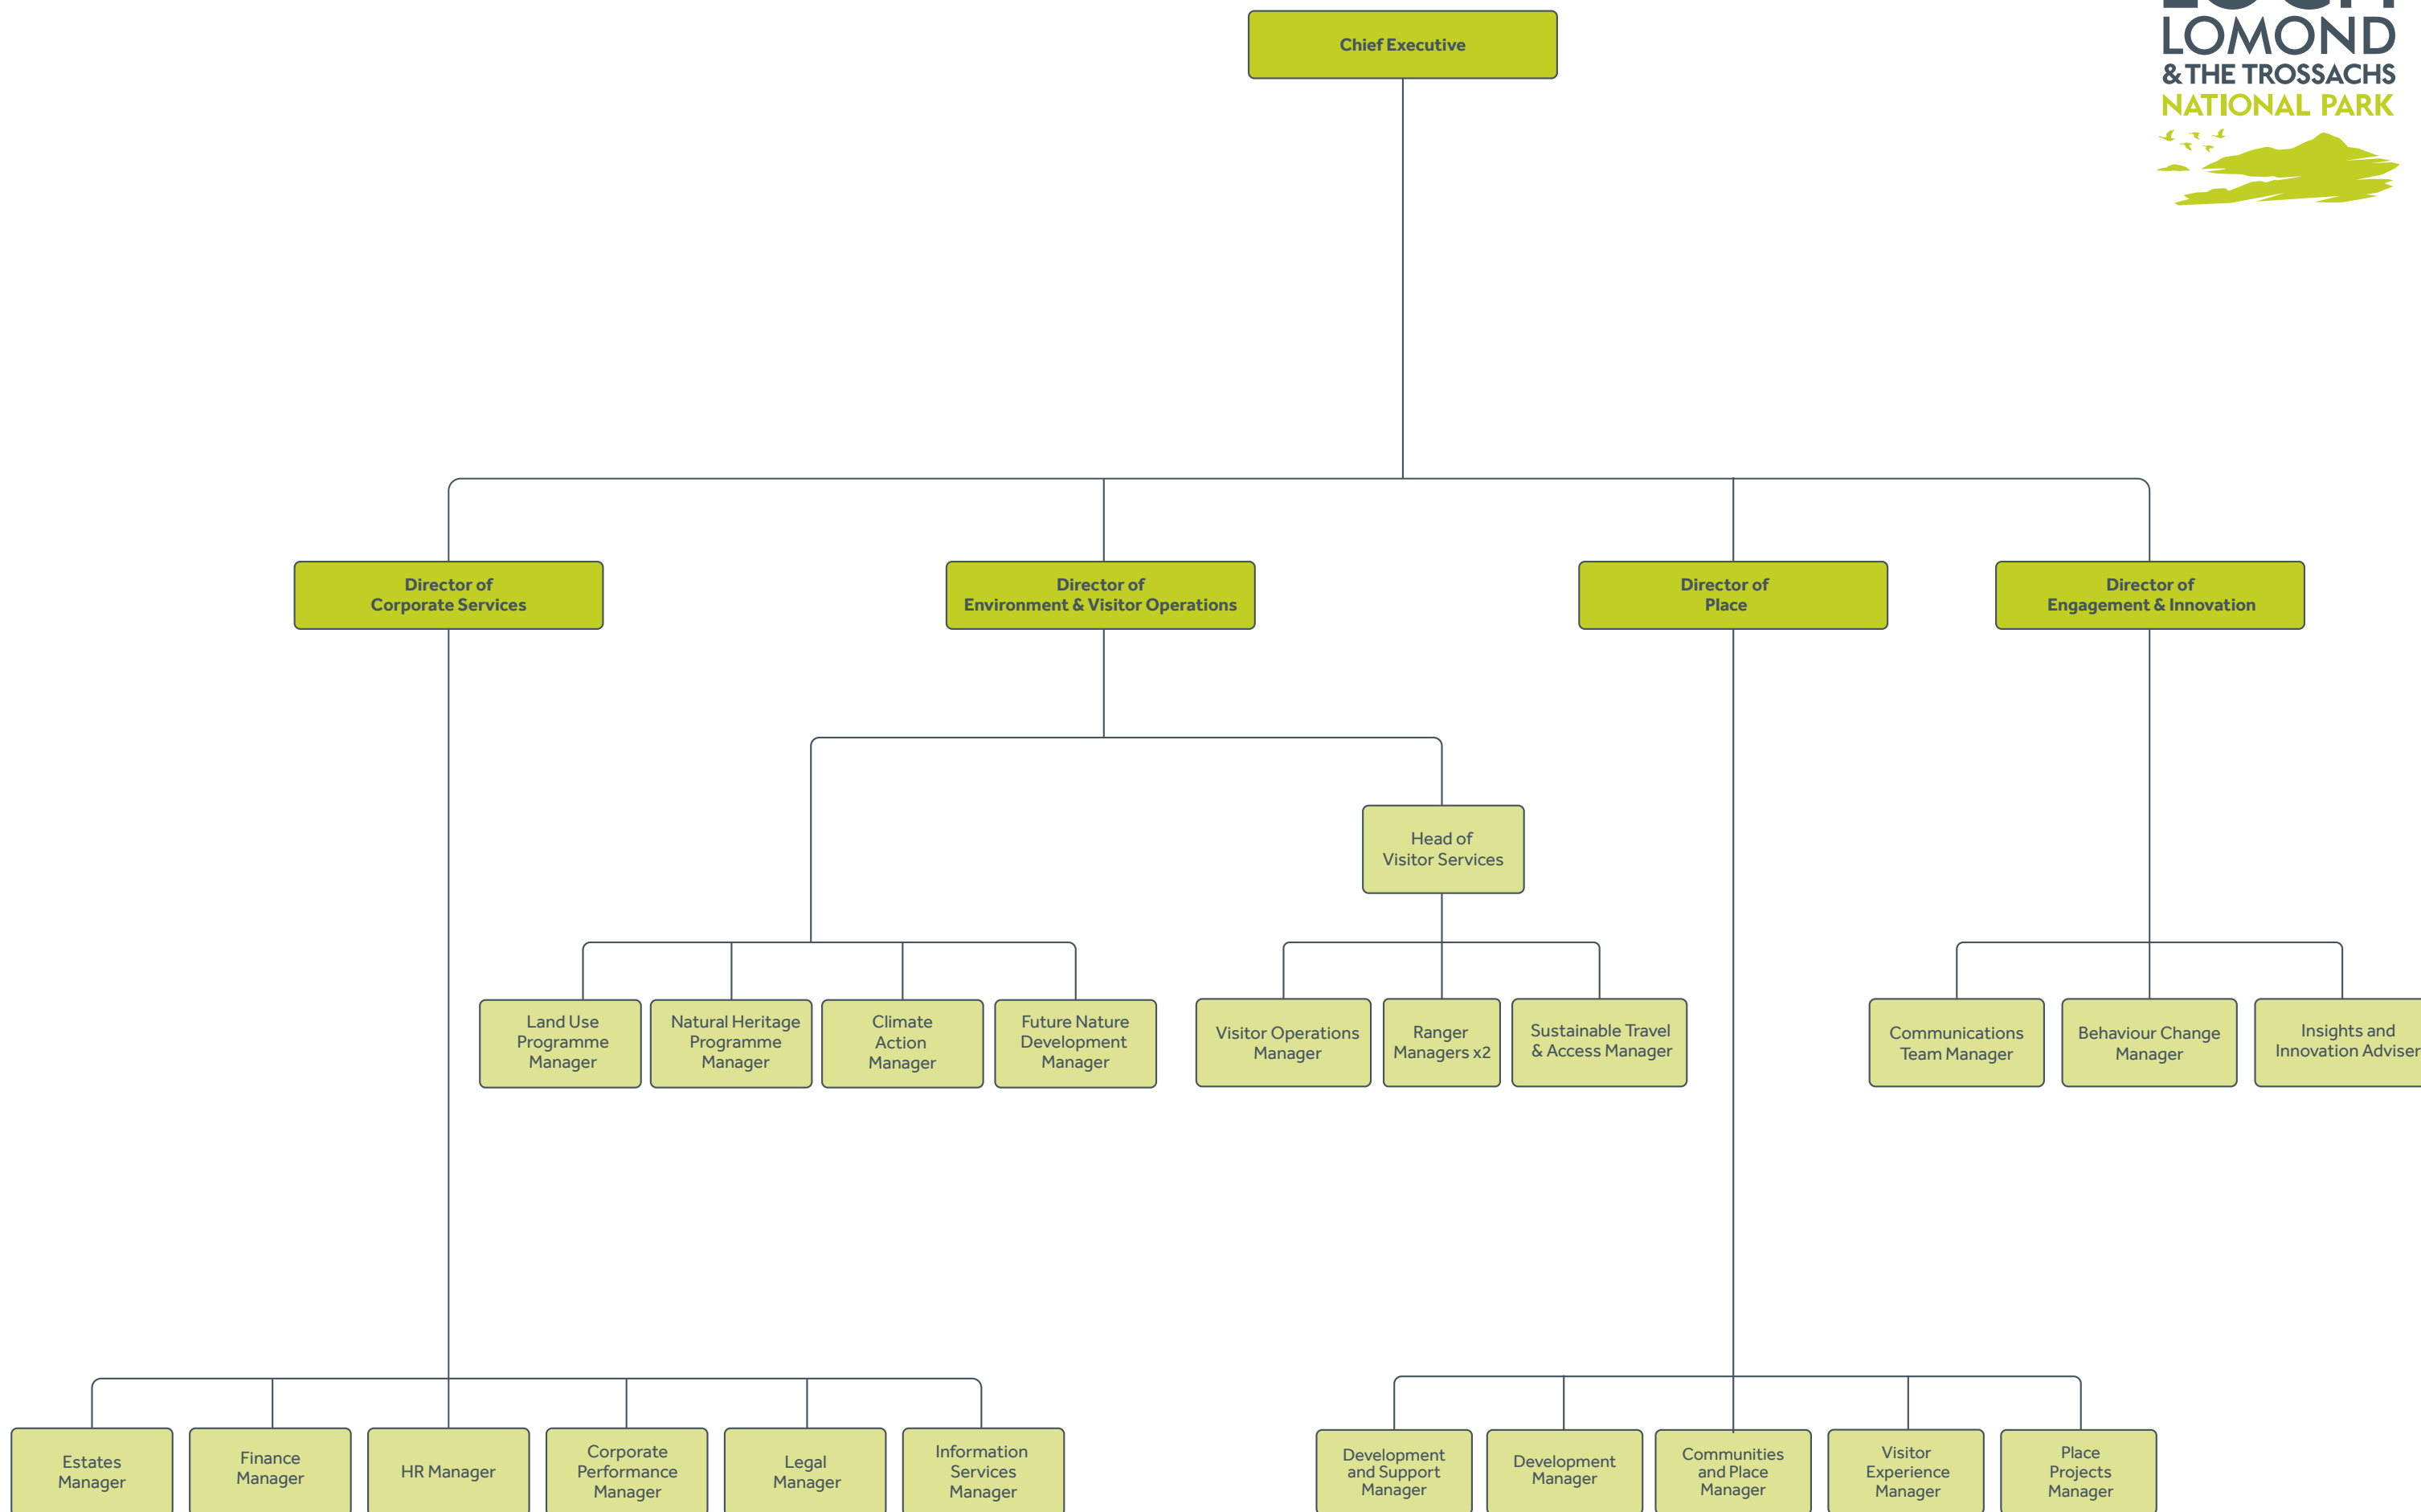 LOCH
LOMOND
& THE TROSSACHS
NATIONAL PARK
Chief Executive
Director of
Corporate Services
Director of
Environment & Visitor Operations
Director of
Place
Director of
Engagement & Innovation
Head of
Visitor Services
Land Use
Programme
Manager
Natural Heritage
Programme
Manager
Climate
Action
Manager
Future Nature
Development
Manager
Visitor Operations
Manager
Ranger
Managers x2
Sustainable Travel
& Access Manager
Communications
Team Manager
Behaviour Change
Manager
Insights and
Innovation Adviser
Estates
Manager
Finance
Manager
HR Manager
Corporate
Performance
Manager
Legal
Manager
Information
Services
Manager
Development
and Support
Manager
Development
Manager
Communities
and Place
Manager
Visitor
Experience
Manager
Place
Projects
Manager